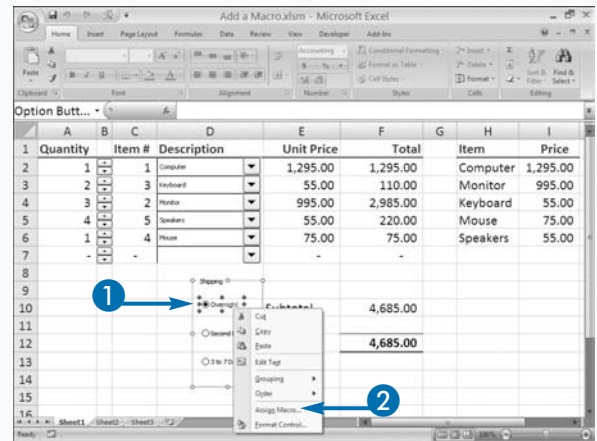 Add a Macro.xlsm - Microsoft Excel
Home Insert Page Layout Formulas Data Review View Developer Add-Ins
Paste
Accounting
Conditional Formatting
Format as Table
Cell Styles
Insert
Delete
Format
Sort & Filter
Find & Select
Clipboard Font Alignment Number Styles Cells Editing
Option Butt...
A B C D E F G H I
1 Quantity Item # Description Unit Price Total Item Price
2 1 1 Computer 1,295.00 1,295.00 Computer 1,295.00
3 2 3 Keyboard 55.00 110.00 Monitor 995.00
4 3 2 Monitor 995.00 2,985.00 Keyboard 55.00
5 4 5 Speakers 55.00 220.00 Mouse 75.00
6 1 4 Mouse 75.00 75.00 Speakers 55.00
7 - - - -
8
Shipping
9
1
10 Overnight Subtotal 4,685.00
Cut
11 Second
Copy
12 Paste 4,685.00
13 3 to 7 Da
Edit Text
14 Grouping
15 Order
2
16 Assign Macro...
Format Control...
Sheet1 Sheet2 Sheet3
Ready 100%